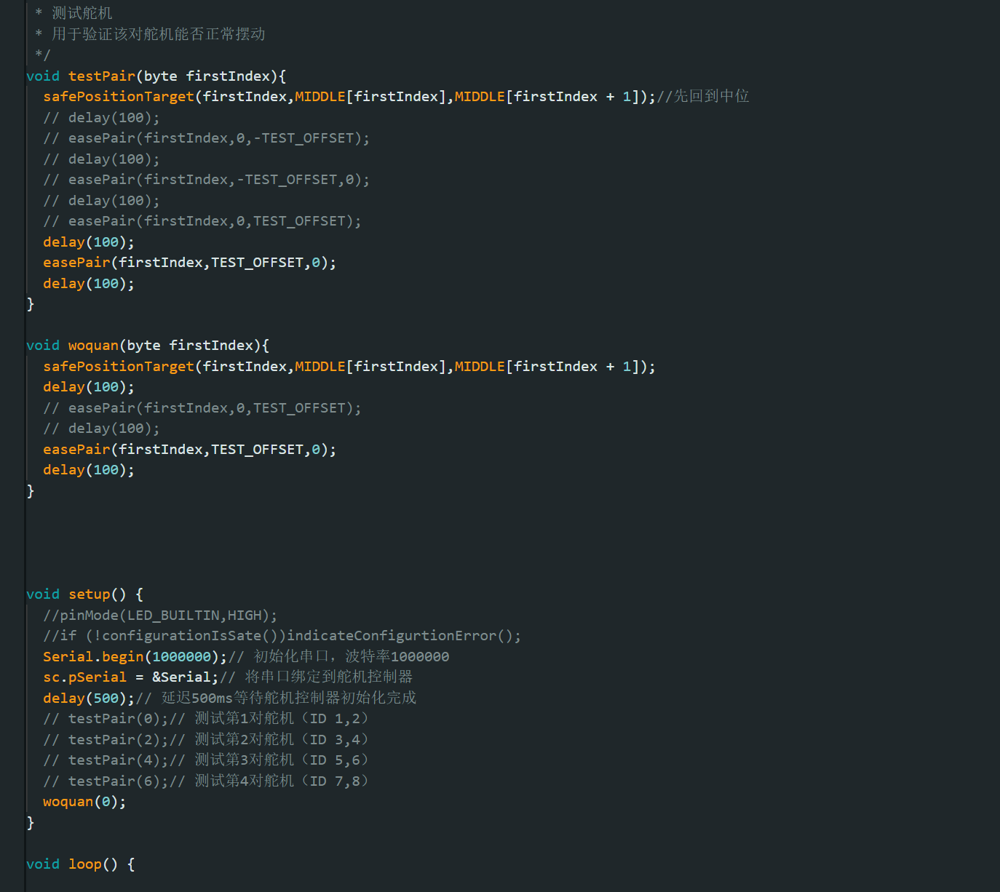 * 测试舵机
* 用于验证该对舵机能否正常摆动
*/
void testPair(byte firstIndex){
safePositionTarget(firstIndex,MIDDLE[firstIndex],MIDDLE[firstIndex + 1]);//先回到中位
// delay(100);
// easePair(firstIndex,0,-TEST_OFFSET);
// delay(100);
// easePair(firstIndex,-TEST_OFFSET,0);
// delay(100);
// easePair(firstIndex,0,TEST_OFFSET);
delay(100);
easePair(firstIndex,TEST_OFFSET,0);
delay(100);
}
void woquan(byte firstIndex){
safePositionTarget(firstIndex,MIDDLE[firstIndex],MIDDLE[firstIndex + 1]);
delay(100);
// easePair(firstIndex,0,TEST_OFFSET);
// delay(100);
easePair(firstIndex,TEST_OFFSET,0);
delay(100);
}
void setup() {
//pinMode(LED_BUILTIN,HIGH);
//if (!configurationIsSate())indicateConfigurtionError();
Serial.begin(1000000);// 初始化串口，波特率1000000
sc.pSerial = &Serial;// 将串口绑定到舵机控制器
delay(500);// 延迟500ms等待舵机控制器初始化完成
// testPair(0);// 测试第1对舵机（ID 1,2）
// testPair(2);// 测试第2对舵机（ID 3,4）
// testPair(4);// 测试第3对舵机（ID 5,6）
// testPair(6);// 测试第4对舵机（ID 7,8）
woquan(0);
}
void loop() {